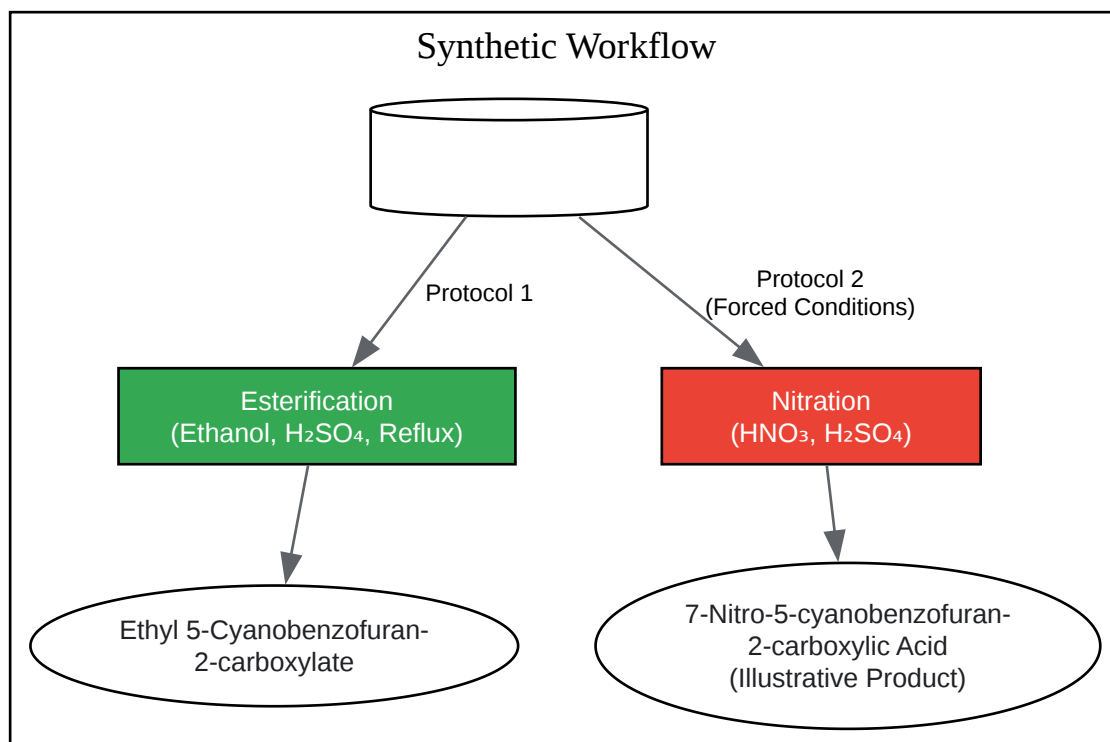 Synthetic Workflow
Protocol 1
Protocol 2
(Forced Conditions)
Esterification
(Ethanol, H₂SO₄, Reflux)
Nitration
(HNO₃, H₂SO₄)
Ethyl 5-Cyanobenzofuran-
2-carboxylate
7-Nitro-5-cyanobenzofuran-
2-carboxylic Acid
(Illustrative Product)